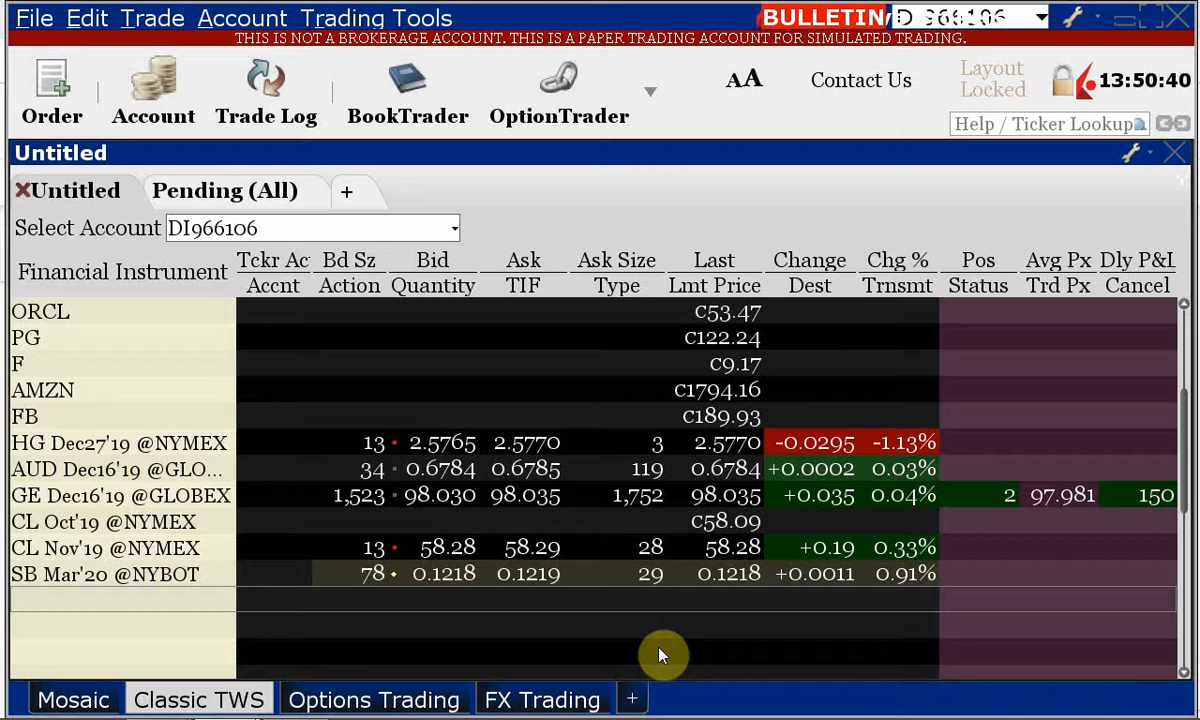 File Edit Trade Account Trading Tools BULLETIN
THIS IS NOT A BROKERAGE ACCOUNT. THIS IS A PAPER TRADING ACCOUNT FOR SIMULATED TRADING.
Order Account Trade Log BookTrader OptionTrader AA Contact Us Layout Locked 13:50:40
Help / Ticker Lookup
Untitled
Untitled Pending (All) +
Select Account DI966106
Financial Instrument Tckr Ac Bd Sz Bid Ask Ask Size Last Change Chg % Pos Avg Px Dly P&L
Accnt Action Quantity TIF Type Lmt Price Dest Trnsmt Status Trd Px Cancel
ORCL C53.47
PG C122.24
F C9.17
AMZN C1794.16
FB C189.93
HG Dec27'19 @NYMEX 13 2.5765 2.5770 3 2.5770 -0.0295 -1.13%
AUD Dec16'19 @GLO... 34 0.6784 0.6785 119 0.6784 +0.0002 0.03%
GE Dec16'19 @GLOBEX 1,523 98.030 98.035 1,752 98.035 +0.035 0.04% 2 97.981 150
CL Oct'19 @NYMEX C58.09
CL Nov'19 @NYMEX 13 58.28 58.29 28 58.28 +0.19 0.33%
SB Mar'20 @NYBOT 78 0.1218 0.1219 29 0.1218 +0.0011 0.91%
Mosaic Classic TWS Options Trading FX Trading +